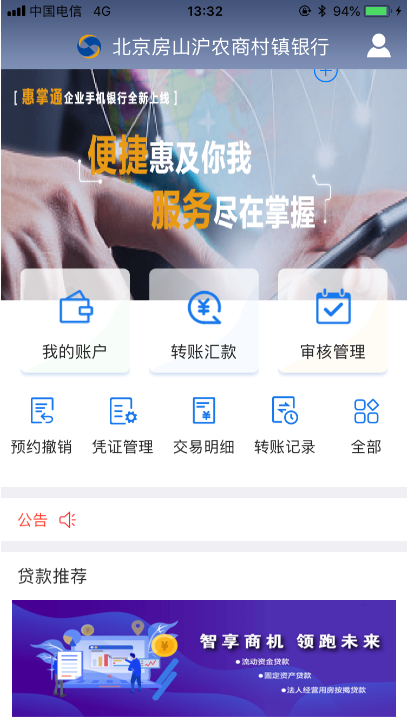 中国电信 4G 13:32 94%
北京房山沪农商村镇银行
[ 惠掌通企业手机银行全新上线 ]
便捷惠及你我
服务尽在掌握
我的账户 转账汇款 审核管理
预约撤销 凭证管理 交易明细 转账记录 全部
公告
贷款推荐
智享商机 领跑未来
●流动资金贷款
●固定资产贷款
●法人经营用房按揭贷款